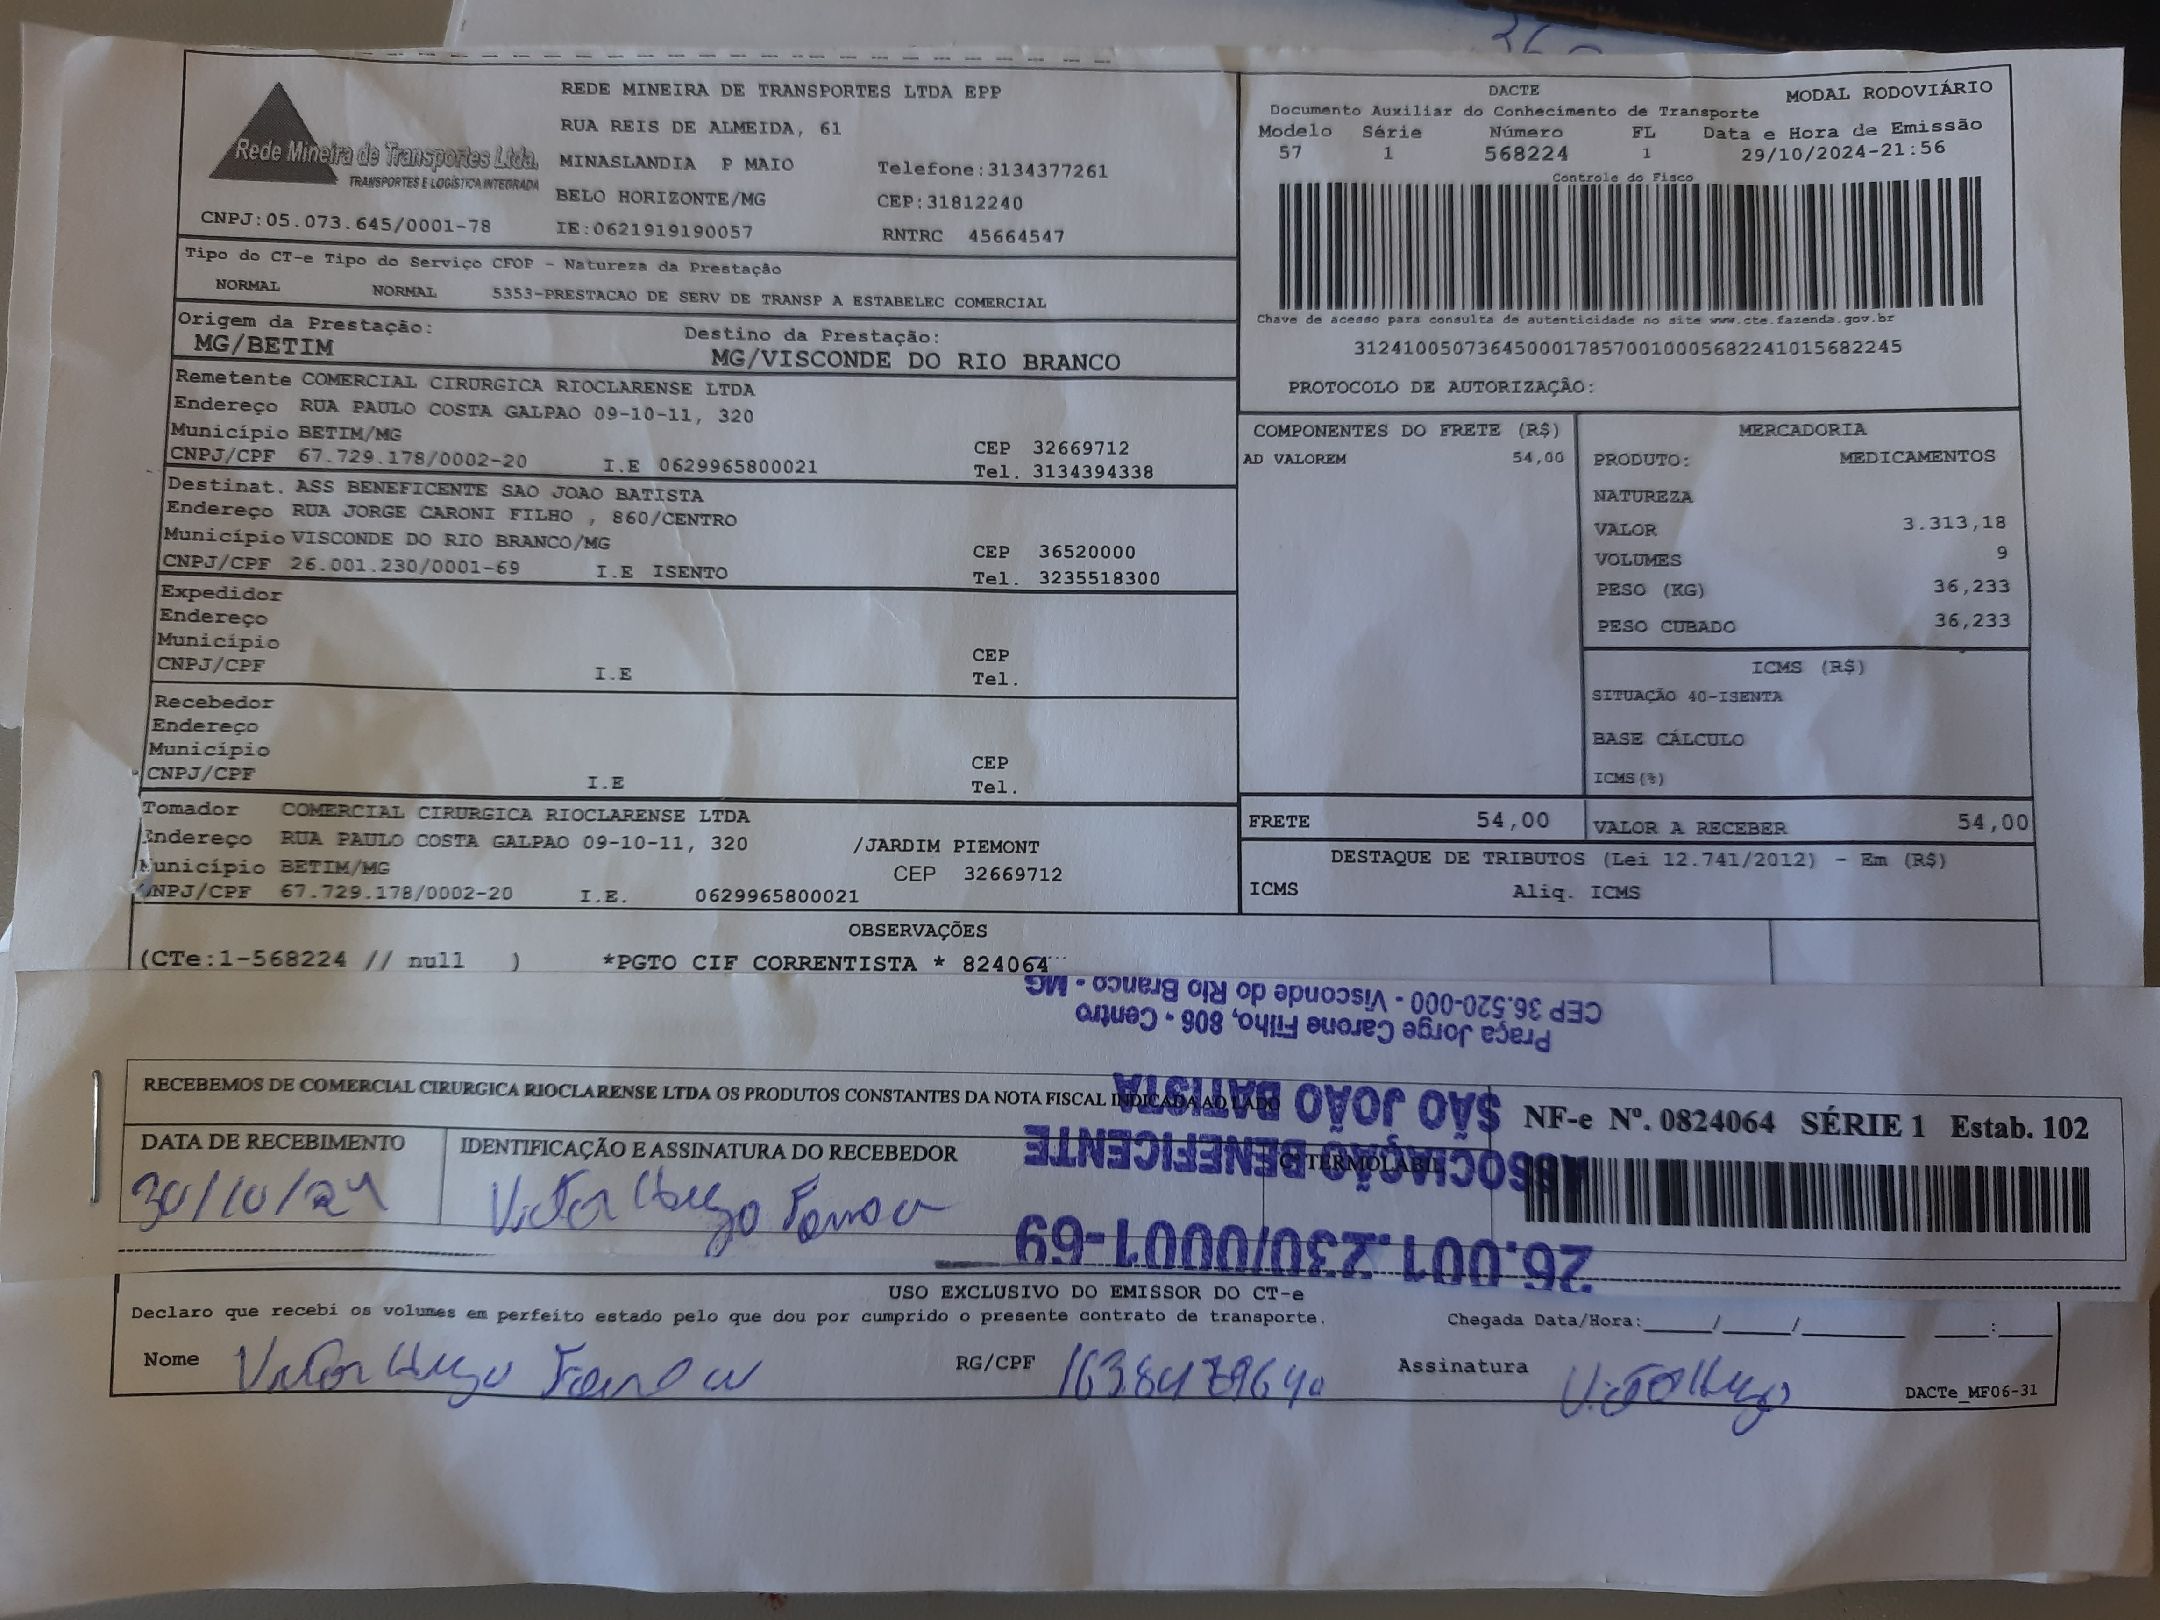 REDE MINEIRA DE TRANSPORTES LTDA EPP
RUA REIS DE ALMEIDA, 61
Rede Mineira de Transportes Ltda.
TRANSPORTES E LOGÍSTICA INTEGRADA
MINASLANDIA P MAIO Telefone:3134377261
BELO HORIZONTE/MG CEP:31812240
CNPJ:05.073.645/0001-78 IE:0621919190057 RNTRC 45664547
DACTE MODAL RODOVIÁRIO
Documento Auxiliar do Conhecimento de Transporte
Modelo Série Número FL Data e Hora de Emissão
57 1 568224 1 29/10/2024-21:56
Controle do Fisco
Chave de acesso para consulta de autenticidade no site www.cte.fazenda.gov.br
31241005073645000178570010005682241015682245
PROTOCOLO DE AUTORIZAÇÃO:
Tipo do CT-e Tipo do Serviço CFOP - Natureza da Prestação
NORMAL NORMAL 5353-PRESTACAO DE SERV DE TRANSP A ESTABELEC COMERCIAL
Origem da Prestação: Destino da Prestação:
MG/BETIM MG/VISCONDE DO RIO BRANCO
Remetente COMERCIAL CIRURGICA RIOCLARENSE LTDA
Endereço RUA PAULO COSTA GALPAO 09-10-11, 320
Município BETIM/MG CEP 32669712
CNPJ/CPF 67.729.178/0002-20 I.E 0629965800021 Tel. 3134394338
Destinat. ASS BENEFICENTE SAO JOAO BATISTA
Endereço RUA JORGE CARONI FILHO , 860/CENTRO
Município VISCONDE DO RIO BRANCO/MG CEP 36520000
CNPJ/CPF 26.001.230/0001-69 I.E ISENTO Tel. 3235518300
Expedidor
Endereço
Município CEP
CNPJ/CPF I.E Tel.
Recebedor
Endereço
Município CEP
CNPJ/CPF I.E Tel.
Tomador COMERCIAL CIRURGICA RIOCLARENSE LTDA
Endereço RUA PAULO COSTA GALPAO 09-10-11, 320 /JARDIM PIEMONT
Município BETIM/MG CEP 32669712
CNPJ/CPF 67.729.178/0002-20 I.E. 0629965800021
COMPONENTES DO FRETE (R$)
AD VALOREM 54,00
MERCADORIA
PRODUTO: MEDICAMENTOS
NATUREZA
VALOR 3.313,18
VOLUMES 9
PESO (KG) 36,233
PESO CUBADO 36,233
ICMS (R$)
SITUAÇÃO 40-ISENTA
BASE CÁLCULO
ICMS(%)
FRETE 54,00 VALOR A RECEBER 54,00
DESTAQUE DE TRIBUTOS (Lei 12.741/2012) - Em (R$)
ICMS Aliq. ICMS
OBSERVAÇÕES
(CTe:1-568224 // null ) *PGTO CIF CORRENTISTA * 824064
26.001.230/0001-69
ASSOCIAÇÃO BENEFICENTE
SÃO JOÃO BATISTA
Praça Jorge Carone Filho, 806 - Centro
CEP 36.520-000 - Visconde do Rio Branco - MG
RECEBEMOS DE COMERCIAL CIRURGICA RIOCLARENSE LTDA OS PRODUTOS CONSTANTES DA NOTA FISCAL INDICADA AO LADO
NF-e Nº. 0824064 SÉRIE 1 Estab. 102
DATA DE RECEBIMENTO IDENTIFICAÇÃO E ASSINATURA DO RECEBEDOR TERMOLABIL
30/10/24 Victor Hugo
USO EXCLUSIVO DO EMISSOR DO CT-e
Declaro que recebi os volumes em perfeito estado pelo que dou por cumprido o presente contrato de transporte. Chegada Data/Hora:____/____/______ ___:___
Nome Victor Hugo RG/CPF Assinatura Victor Hugo
DACTe_MF06-31